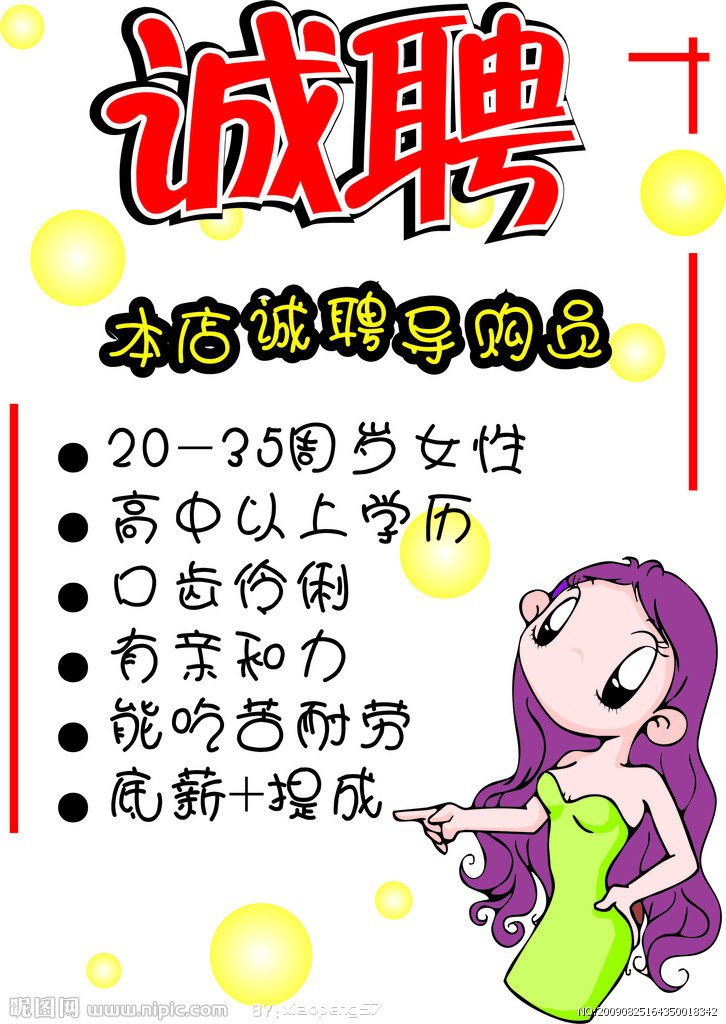 诚聘
本店诚聘导购员
20-35周岁女性
高中以上学历
口齿伶俐
有亲和力
能吃苦耐劳
底薪+提成
昵图网 www.nipic.com BY:xiaopeng57 NO:20090825164350018342